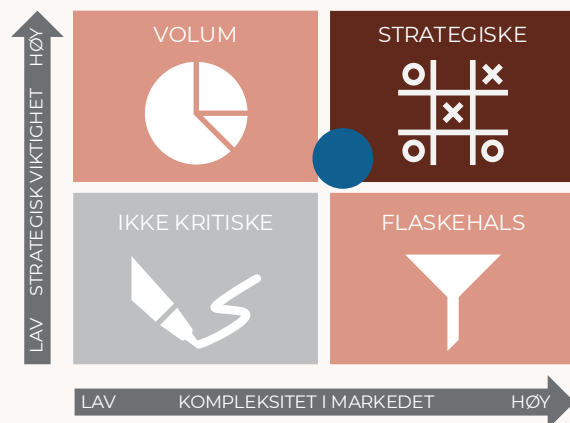 VOLUM
STRATEGISKE
IKKE KRITISKE
FLASKEHALS
LAV STRATEGISK VIKTIGHET HØY
LAV KOMPLEKSITET I MARKEDET HØY